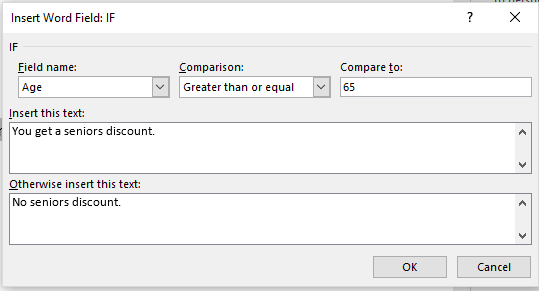 Insert Word Field: IF
IF
Field name: Comparison: Compare to:
Age Greater than or equal 65
Insert this text:
You get a seniors discount.
Otherwise insert this text:
No seniors discount.
OK Cancel